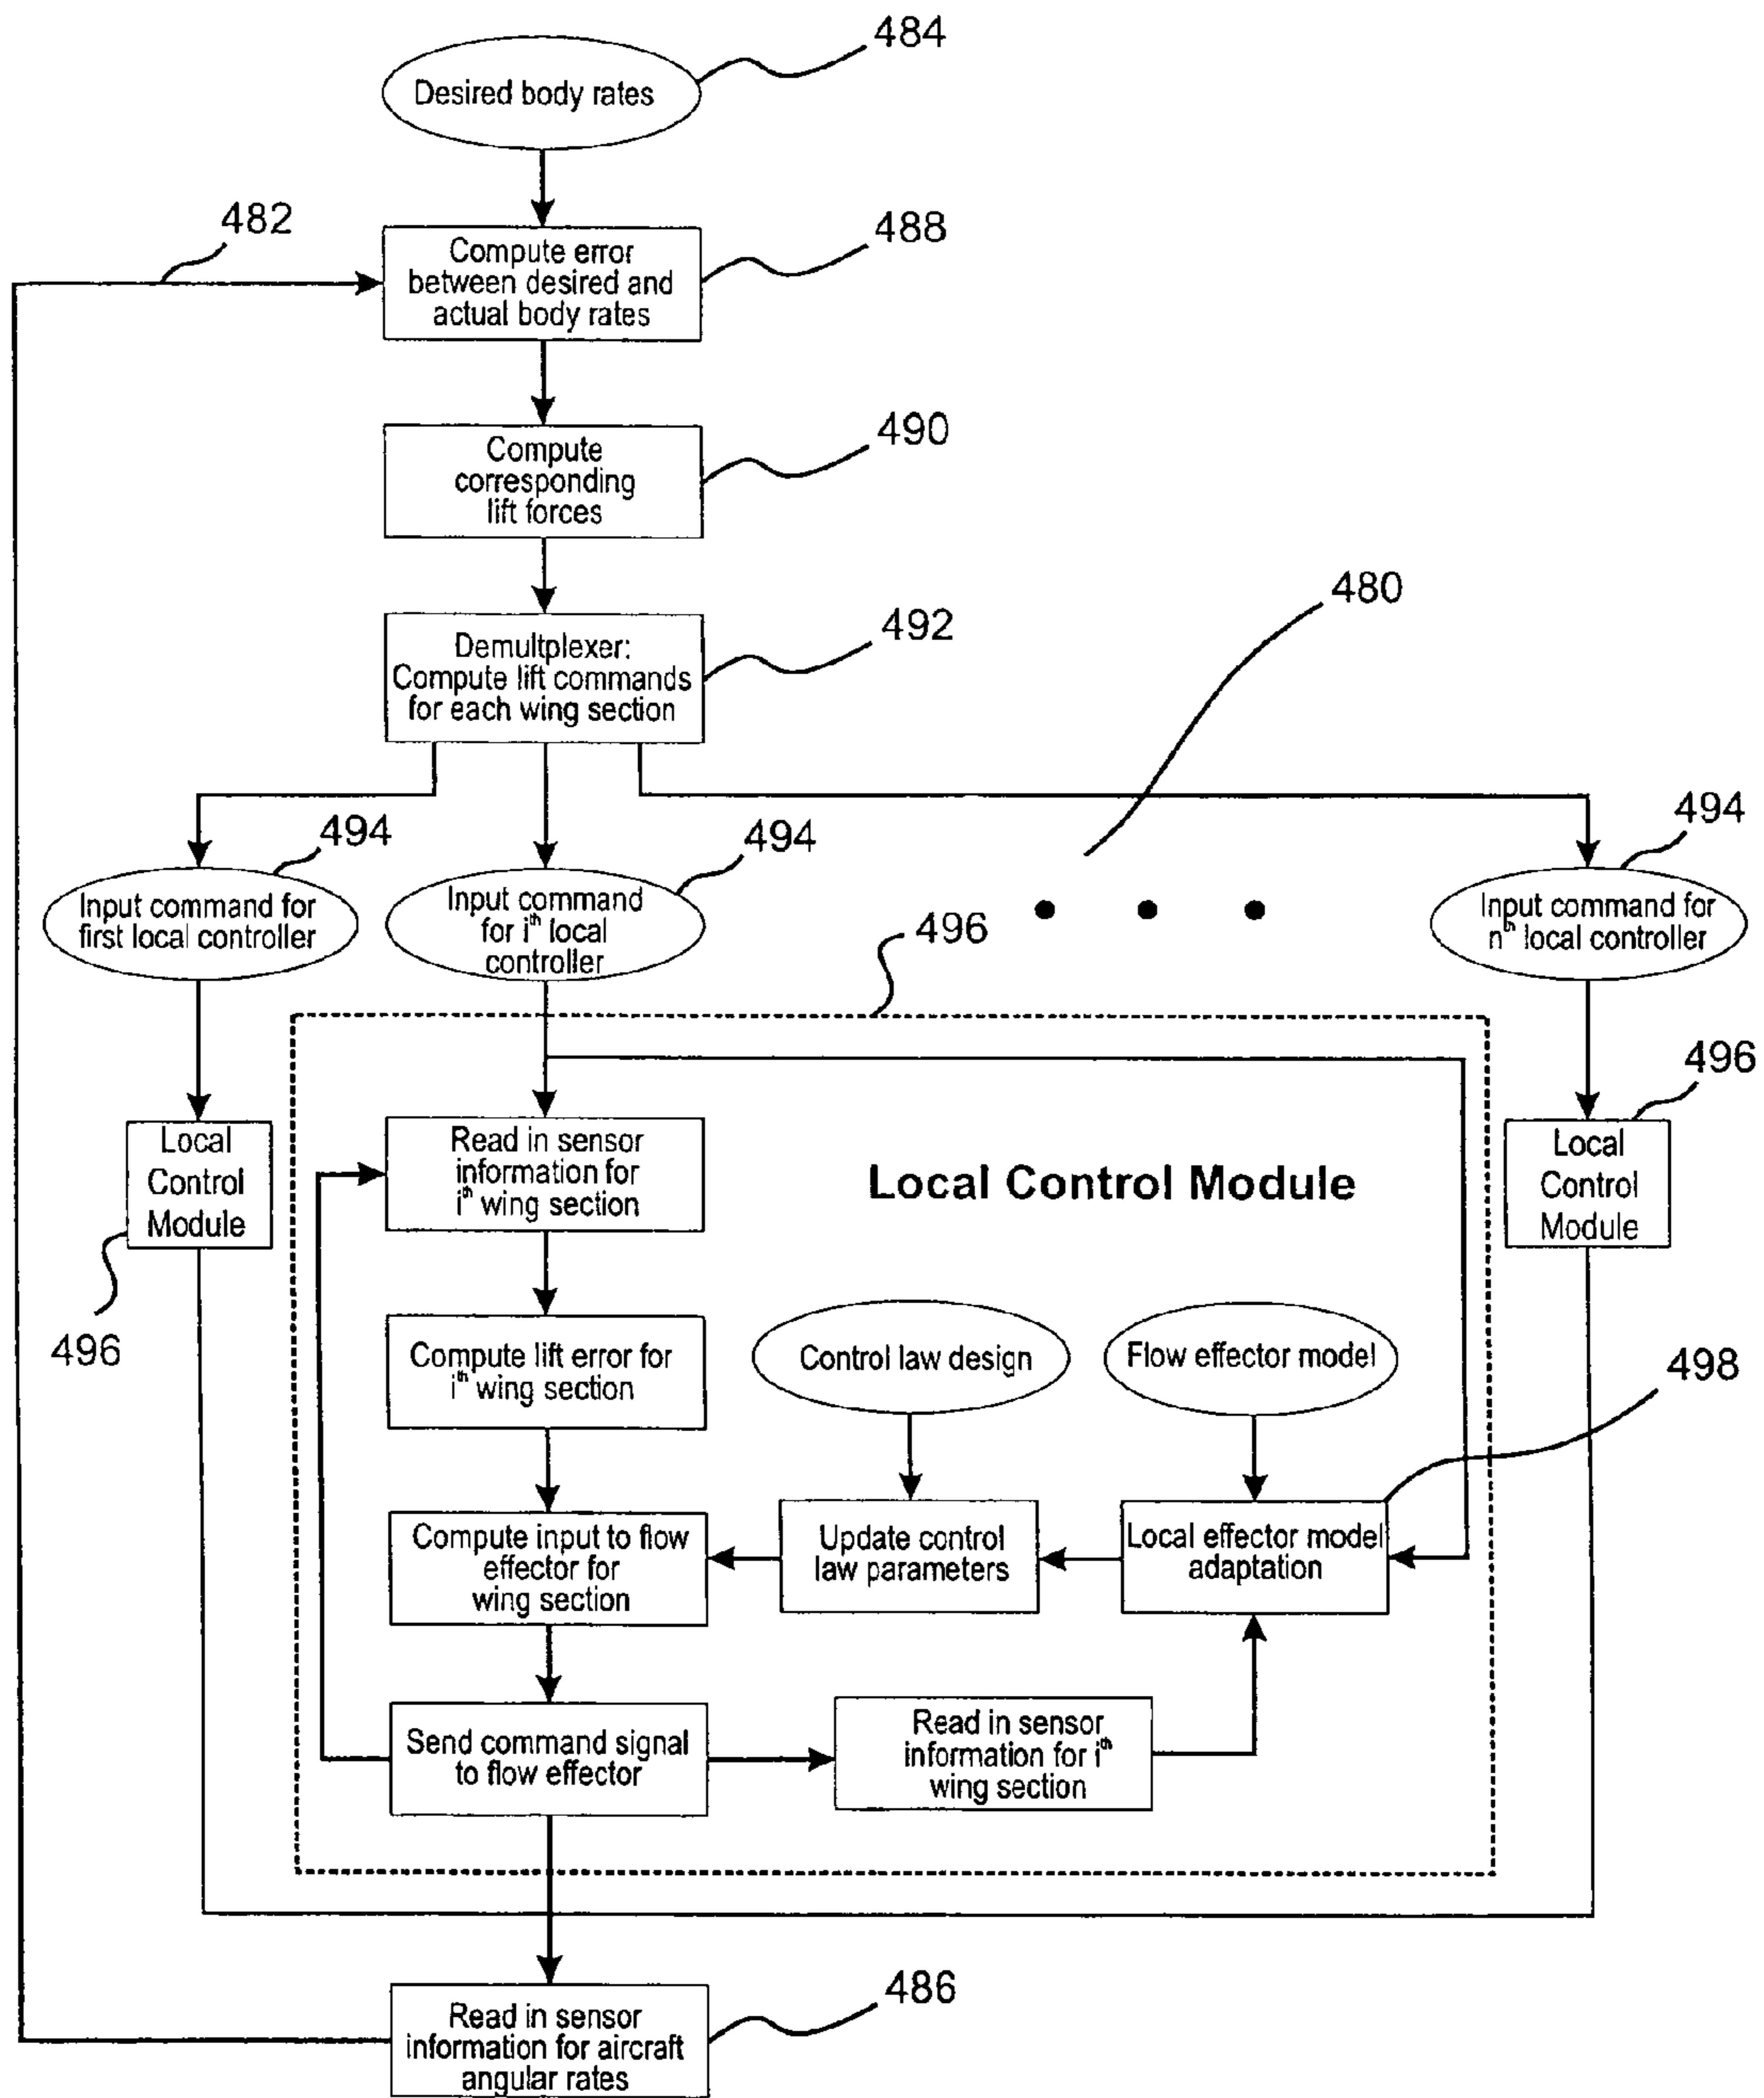 484
Desired body rates
482
488
Compute error
between desired and
actual body rates
490
Compute
corresponding
lift forces
480
492
Demultplexer:
Compute lift commands
for each wing section
494
494
494
Input command for
first local controller
Input command
for ith local
controller
Input command for
nth local controller
496
496
Local
Control
Module
496
Read in sensor
information for
ith wing section
Local Control Module
Local
Control
Module
496
Compute lift error for
ith wing section
Control law design
Flow effector model
498
Compute input to flow
effector for
wing section
Update control
law parameters
Local effector model
adaptation
Send command signal
to flow effector
Read in sensor
information for ith
wing section
486
Read in sensor
information for aircraft
angular rates